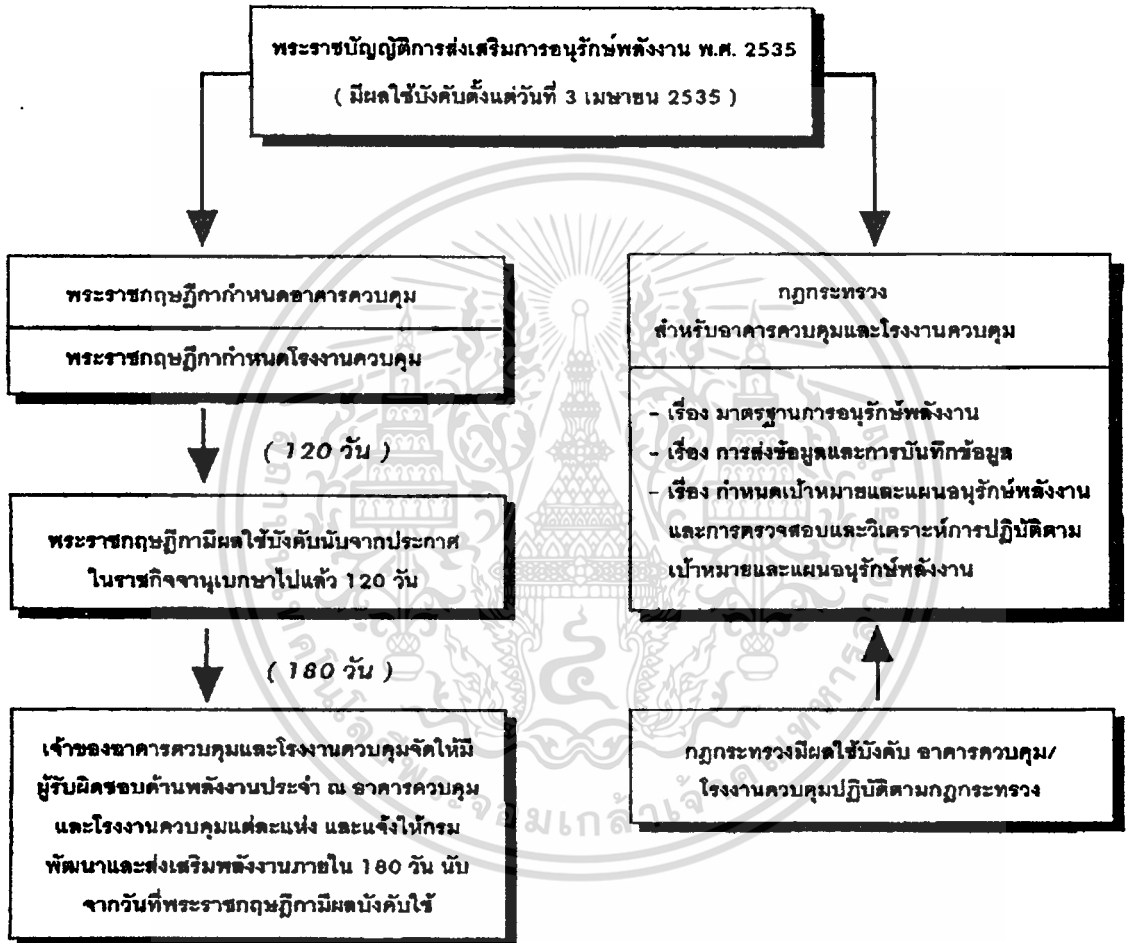 พระราชบัญญัติการส่งเสริมการอนุรักษ์พลังงาน พ.ศ. 2535
( มีผลใช้บังคับตั้งแต่วันที่ 3 เมษายน 2535 )
พระราชกฤษฎีกากำหนดอาคารควบคุม
พระราชกฤษฎีกากำหนดโรงงานควบคุม
( 120 วัน )
พระราชกฤษฎีกามีผลใช้บังคับนับจากประกาศ
ในราชกิจจานุเบกษาไปแล้ว 120 วัน
( 180 วัน )
เจ้าของอาคารควบคุมและโรงงานควบคุมจัดให้มี
ผู้รับผิดชอบด้านพลังงานประจำ ณ อาคารควบคุม
และโรงงานควบคุมแต่ละแห่ง และแจ้งให้กรม
พัฒนาและส่งเสริมพลังงานภายใน 180 วัน นับ
จากวันที่พระราชกฤษฎีกามีผลบังคับใช้
กฎกระทรวง
สำหรับอาคารควบคุมและโรงงานควบคุม
- เรื่อง มาตรฐานการอนุรักษ์พลังงาน
- เรื่อง การส่งข้อมูลและการบันทึกข้อมูล
- เรื่อง กำหนดเป้าหมายและแผนอนุรักษ์พลังงาน
และการตรวจสอบและวิเคราะห์การปฏิบัติตาม
เป้าหมายและแผนอนุรักษ์พลังงาน
กฎกระทรวงมีผลใช้บังคับ อาคารควบคุม/
โรงงานควบคุมปฏิบัติตามกฎกระทรวง